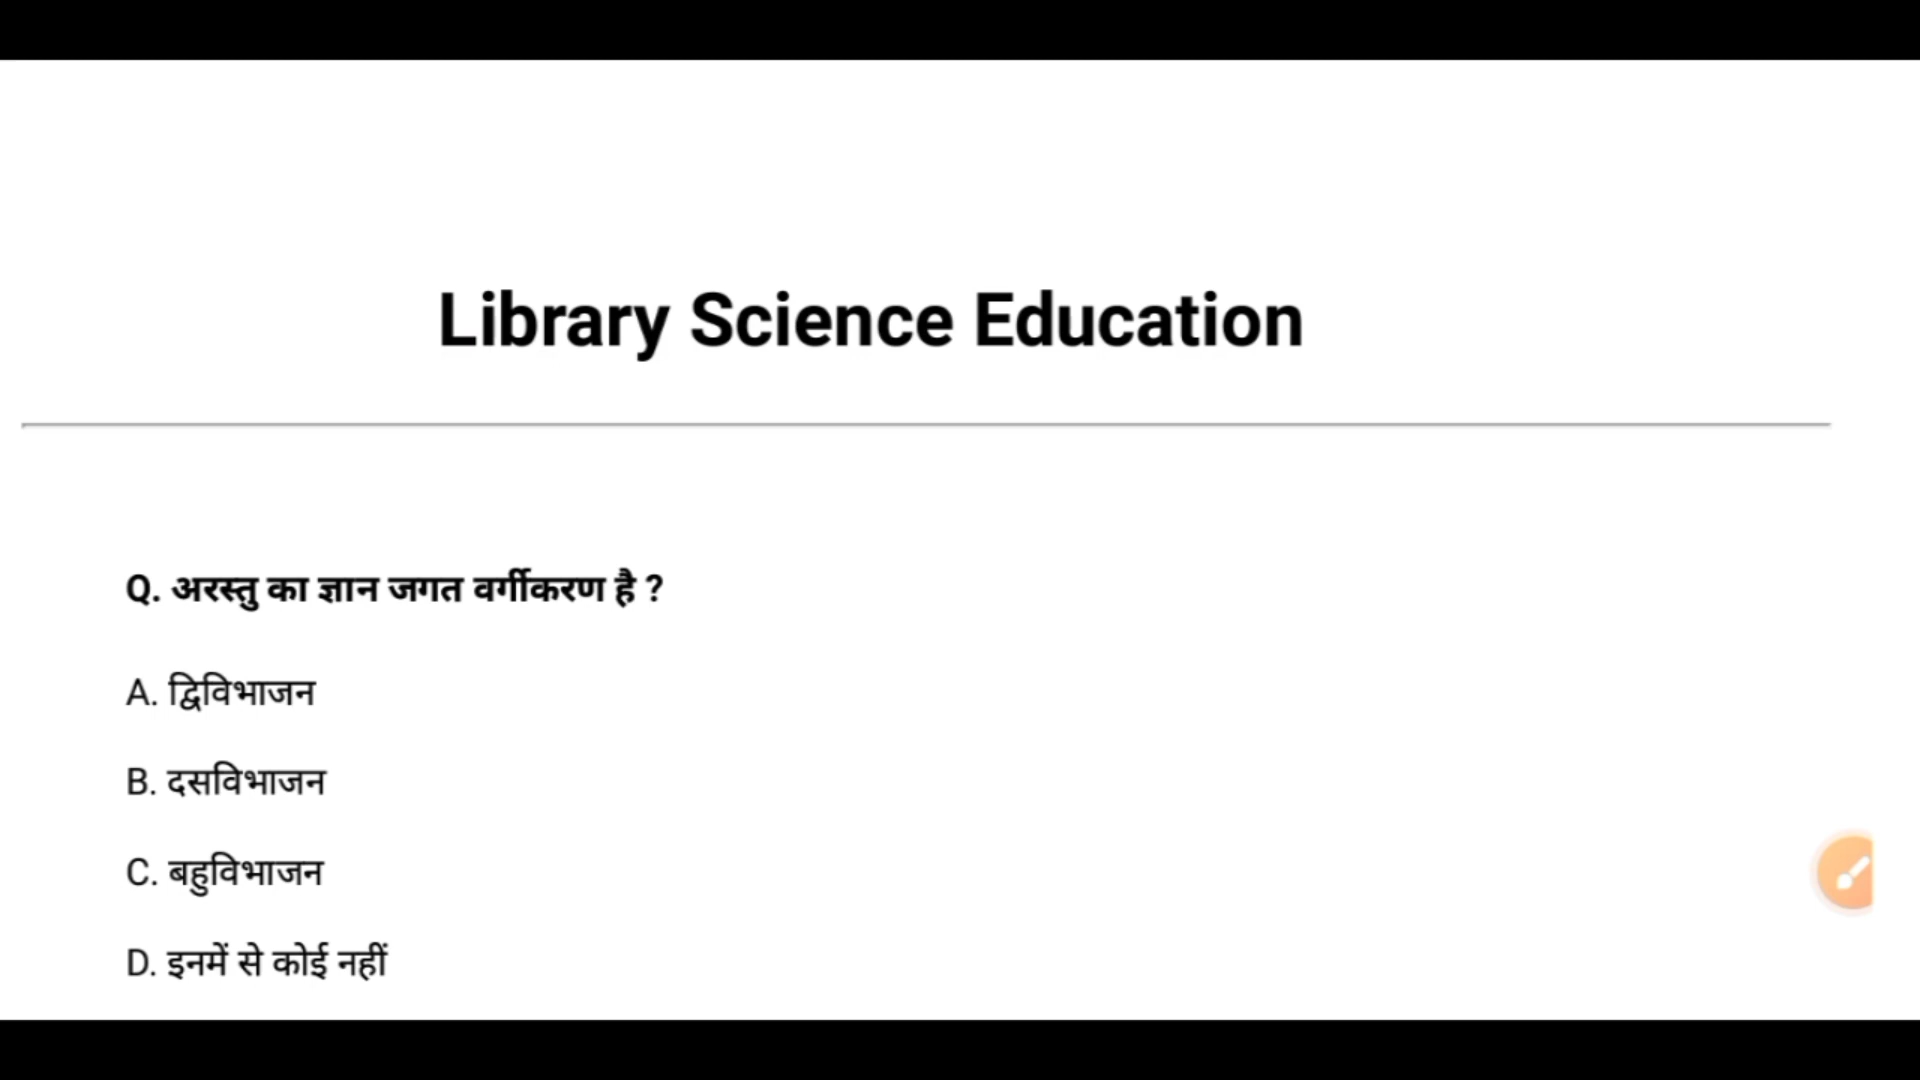 Library Science Education
Q. अरस्तु का ज्ञान जगत वर्गीकरण है ?
A. द्विविभाजन
B. दसविभाजन
C. बहुविभाजन
D. इनमें से कोई नहीं